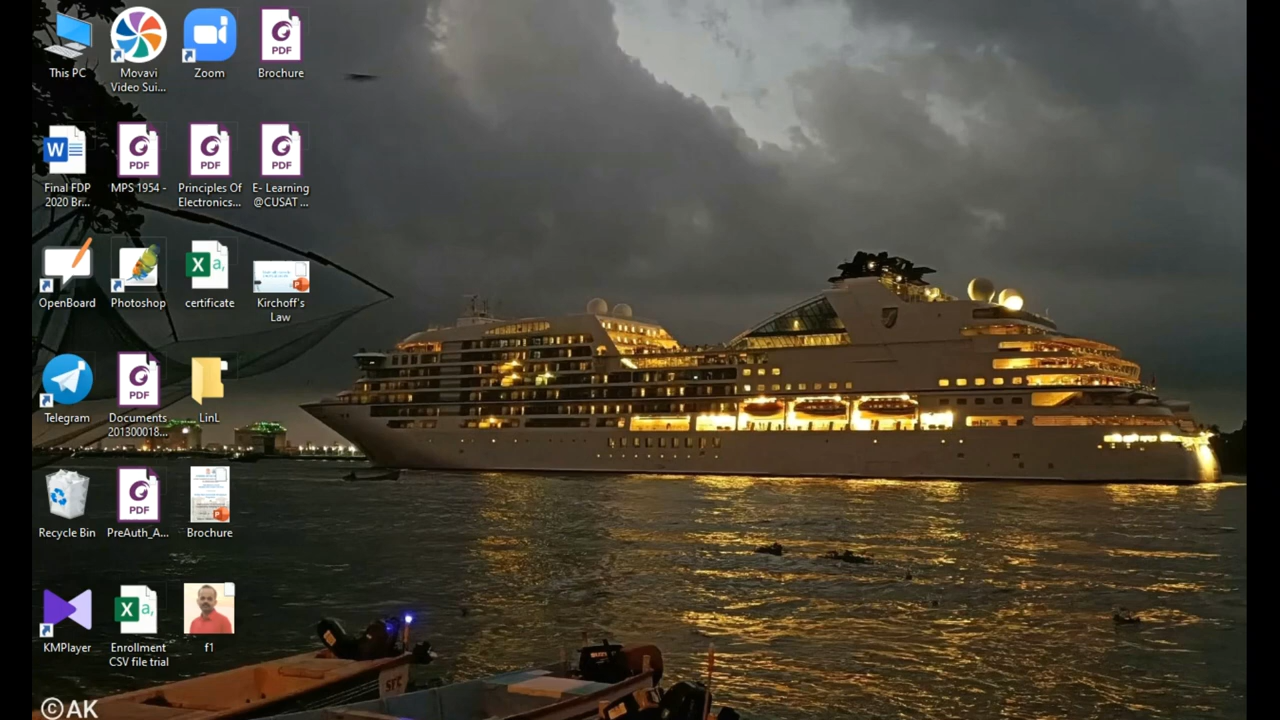 This PC
Movavi
Video Sui...
Zoom
PDF
Brochure
W
Final FDP
2020 Br...
PDF
MPS 1954 -
PDF
Principles Of
Electronics...
PDF
E- Learning
@CUSAT ...
OpenBoard
Photoshop
X a,
certificate
Kirchoff's
Law
Telegram
PDF
Documents
201300018...
LinL
Recycle Bin
PDF
PreAuth_A...
Brochure
KMPlayer
X a,
Enrollment
CSV file trial
f1
©AK